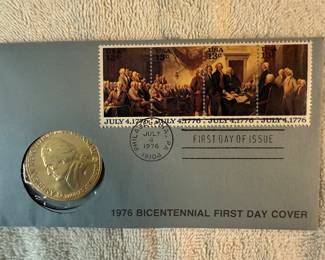 USA
13c
13c
13c
JULY 4,1776 JULY 4,1776 JULY 4,1776 JULY 4,1776
PHILADELPHIA, PA.
JULY
4
1976
19104
FIRST DAY OF ISSUE
1976 BICENTENNIAL FIRST DAY COVER